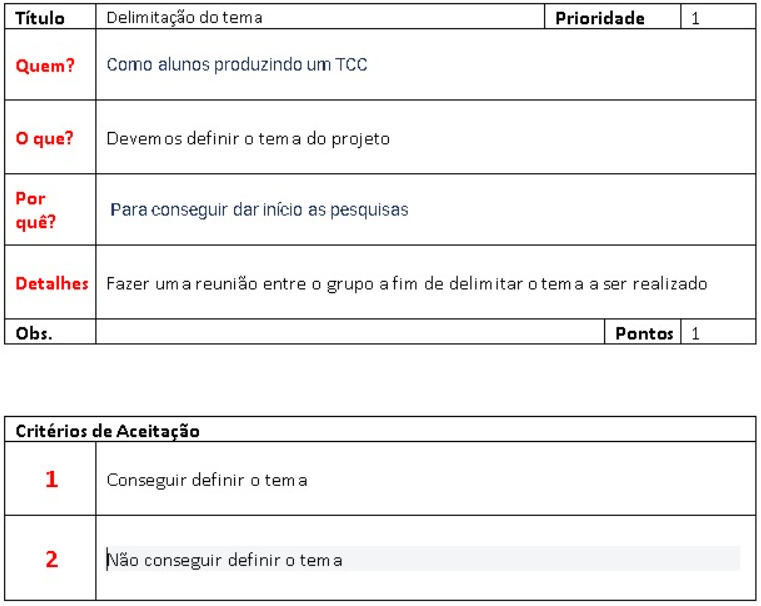 Título Delimitação do tema Prioridade 1
Quem? Como alunos produzindo um TCC
O que? Devemos definir o tema do projeto
Por
quê? Para conseguir dar início as pesquisas
Detalhes Fazer uma reunião entre o grupo a fim de delimitar o tema a ser realizado
Obs. Pontos 1
Critérios de Aceitação
1 Conseguir definir o tema
2 Não conseguir definir o tema